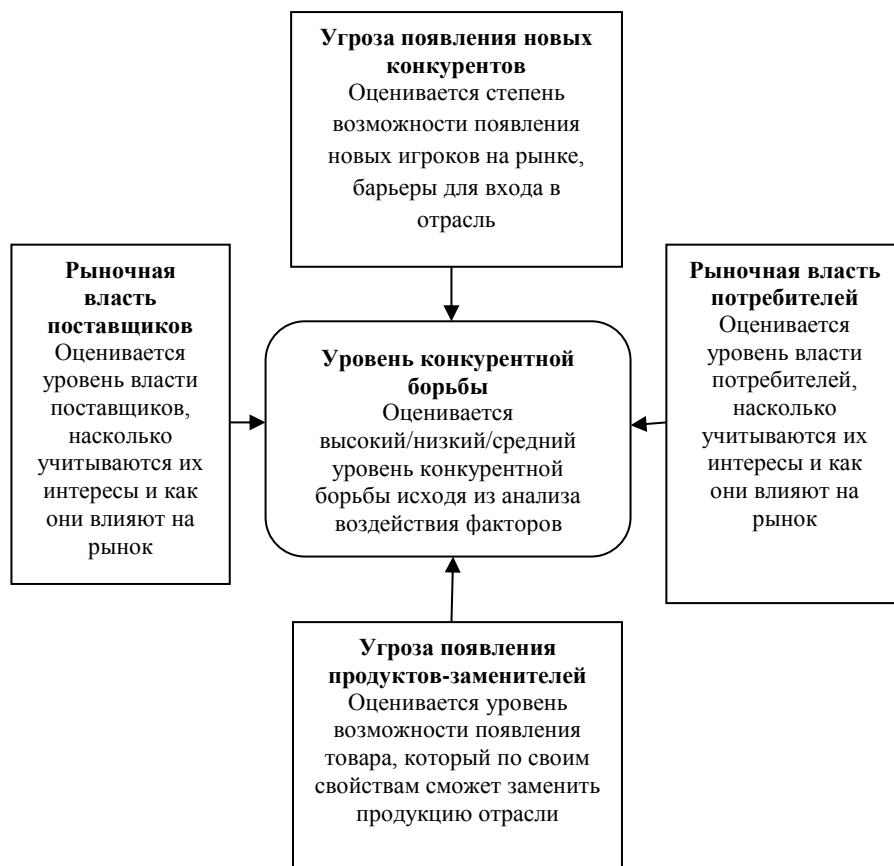 Угроза появления новых
конкурентов
Оценивается степень
возможности появления
новых игроков на рынке,
барьеры для входа в
отрасль
Рыночная
власть
поставщиков
Оценивается
уровень власти
поставщиков,
насколько
учитываются их
интересы и как
они влияют на
рынок
Уровень конкурентной
борьбы
Оценивается
высокий/низкий/средний
уровень конкурентной
борьбы исходя из анализа
воздействия факторов
Рыночная власть
потребителей
Оценивается
уровень власти
потребителей,
насколько
учитываются их
интересы и как
они влияют на
рынок
Угроза появления
продуктов-заменителей
Оценивается уровень
возможности появления
товара, который по своим
свойствам сможет заменить
продукцию отрасли